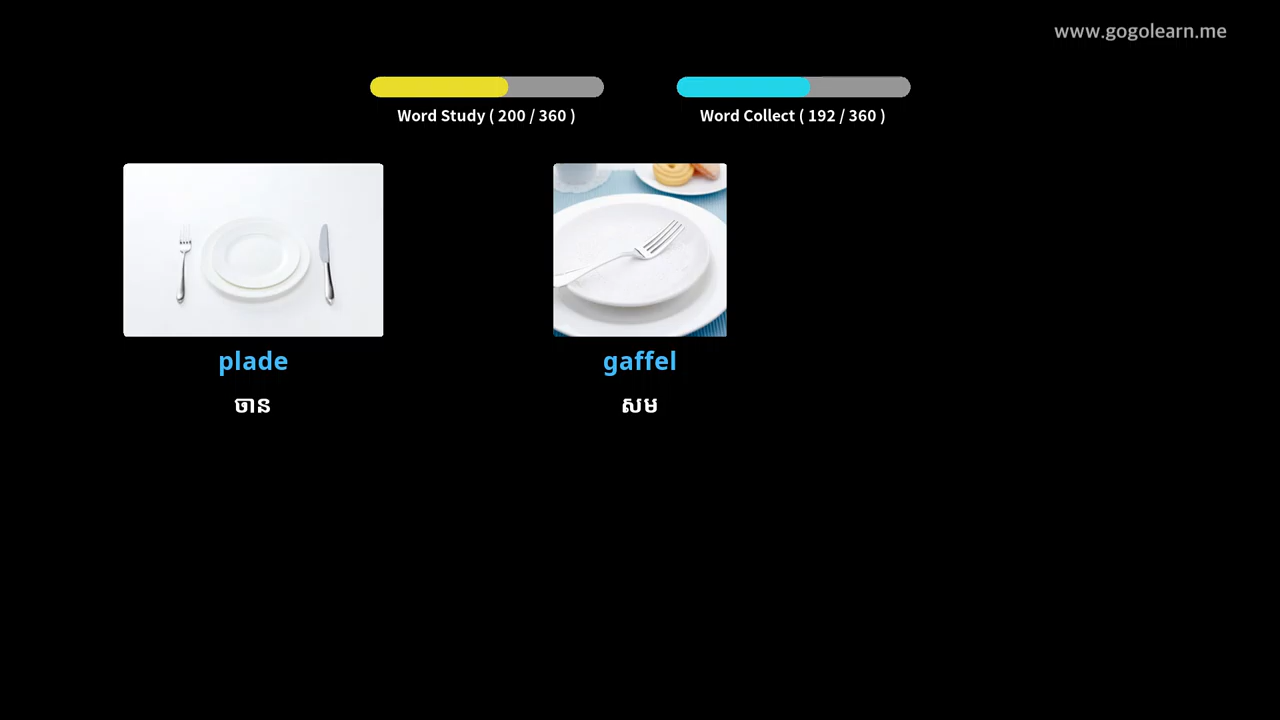 www.gogolearn.me
Word Study ( 200 / 360 )
Word Collect ( 192 / 360 )
plade
gaffel
ចាន
សម